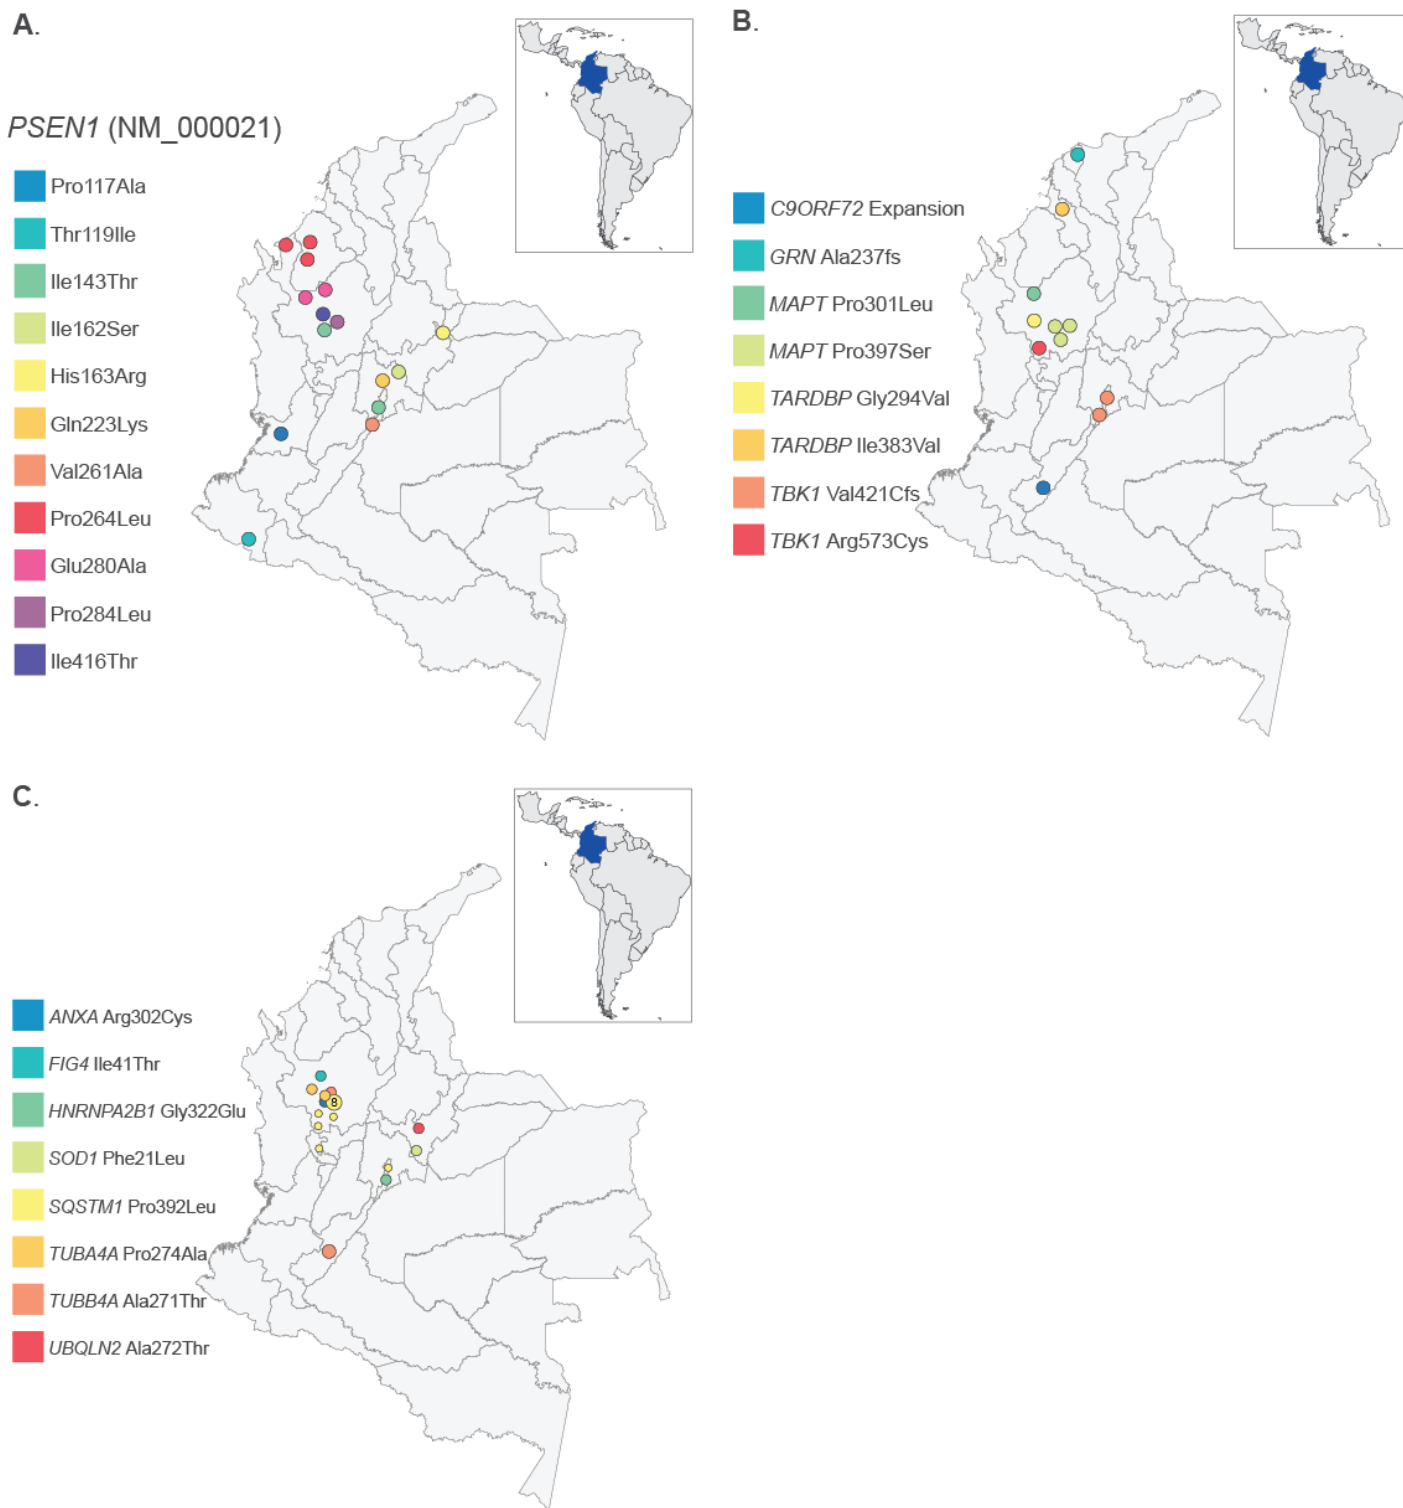 A.
PSEN1 (NM_000021)
Pro117Ala
Thr119Ile
Ile143Thr
Ile162Ser
His163Arg
Gln223Lys
Val261Ala
Pro264Leu
Glu280Ala
Pro284Leu
Ile416Thr
B.
C9ORF72 Expansion
GRN Ala237fs
MAPT Pro301Leu
MAPT Pro397Ser
TARDBP Gly294Val
TARDBP Ile383Val
TBK1 Val421Cfs
TBK1 Arg573Cys
C.
ANXA Arg302Cys
FIG4 Ile41Thr
HNRNPA2B1 Gly322Glu
SOD1 Phe21Leu
SQSTM1 Pro392Leu
TUBA4A Pro274Ala
TUBB4A Ala271Thr
UBQLN2 Ala272Thr
8